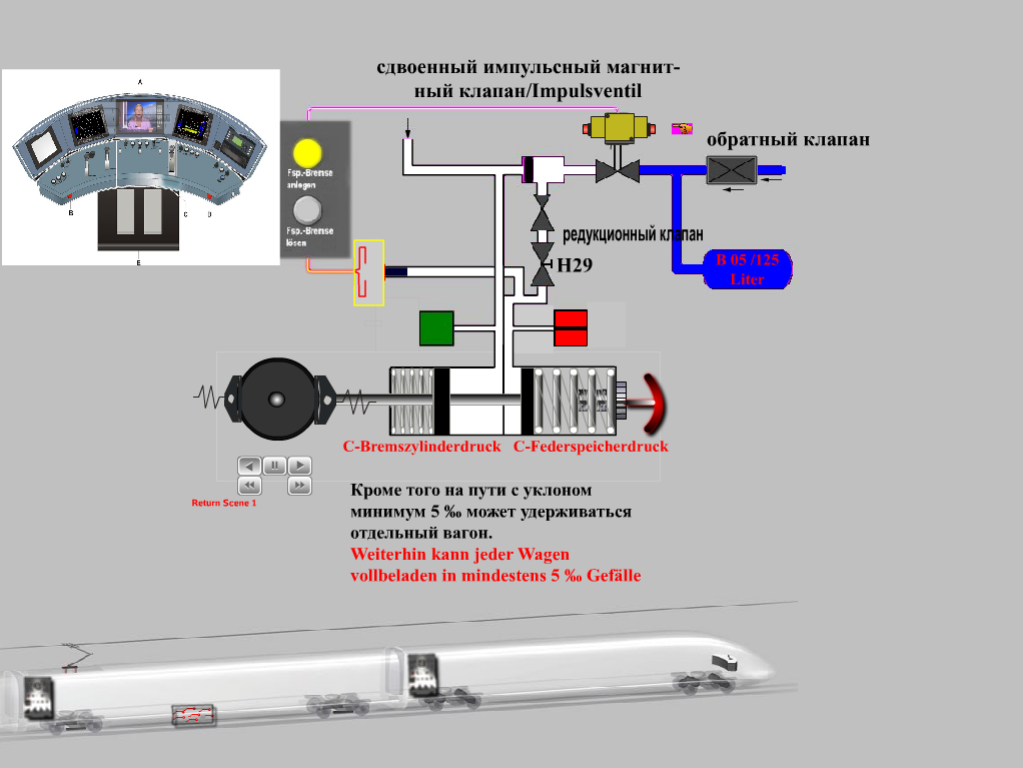 сдвоенный импульсный магнит-
ный клапан/Impulsventil
A
обратный клапан
Fsp.-Bremse
anlegen
B
C
D
Fsp.-Bremse
lösen
редукционный клапан
E
H29
B 05 /125
Liter
C-Bremszylinderdruck
C-Federspeicherdruck
Return Scene 1
Кроме того на пути с уклоном
минимум 5 ‰ может удерживаться
отдельный вагон.
Weiterhin kann jeder Wagen
vollbeladen in mindestens 5 ‰ Gefälle